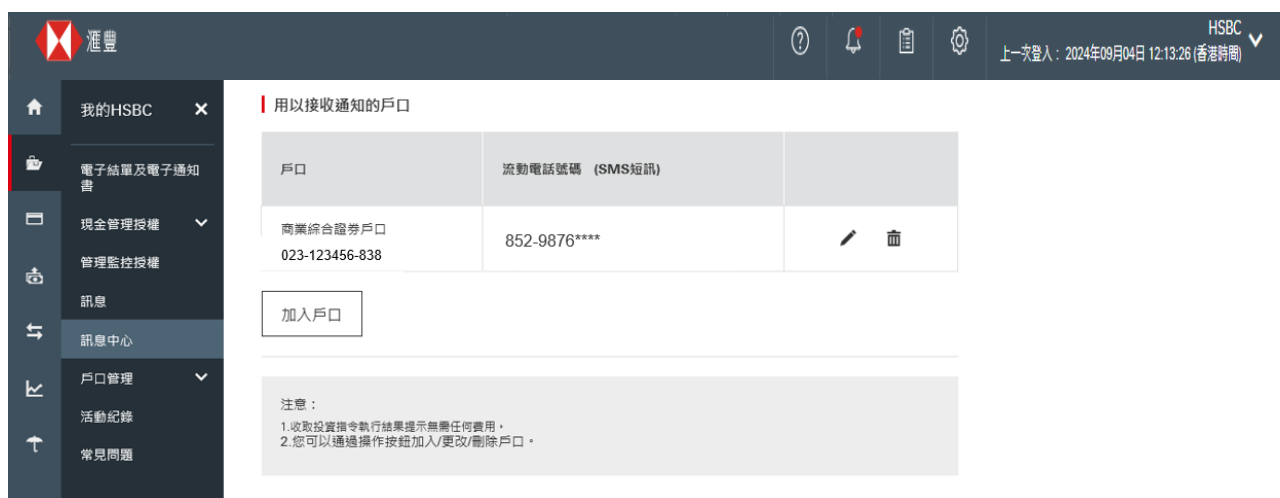 滙豐
HSBC
上一次登入： 2024年09月04日 12:13:26 (香港時間)
我的HSBC
電子結單及電子通知
書
現金管理授權
管理監控授權
訊息
訊息中心
戶口管理
活動紀錄
常見問題
用以接收通知的戶口
戶口
流動電話號碼 (SMS短訊)
商業綜合證券戶口
023-123456-838
852-9876****
加入戶口
注意：
1.收取投資指令執行結果提示無需任何費用。
2.您可以通過操作按鈕加入/更改/刪除戶口。